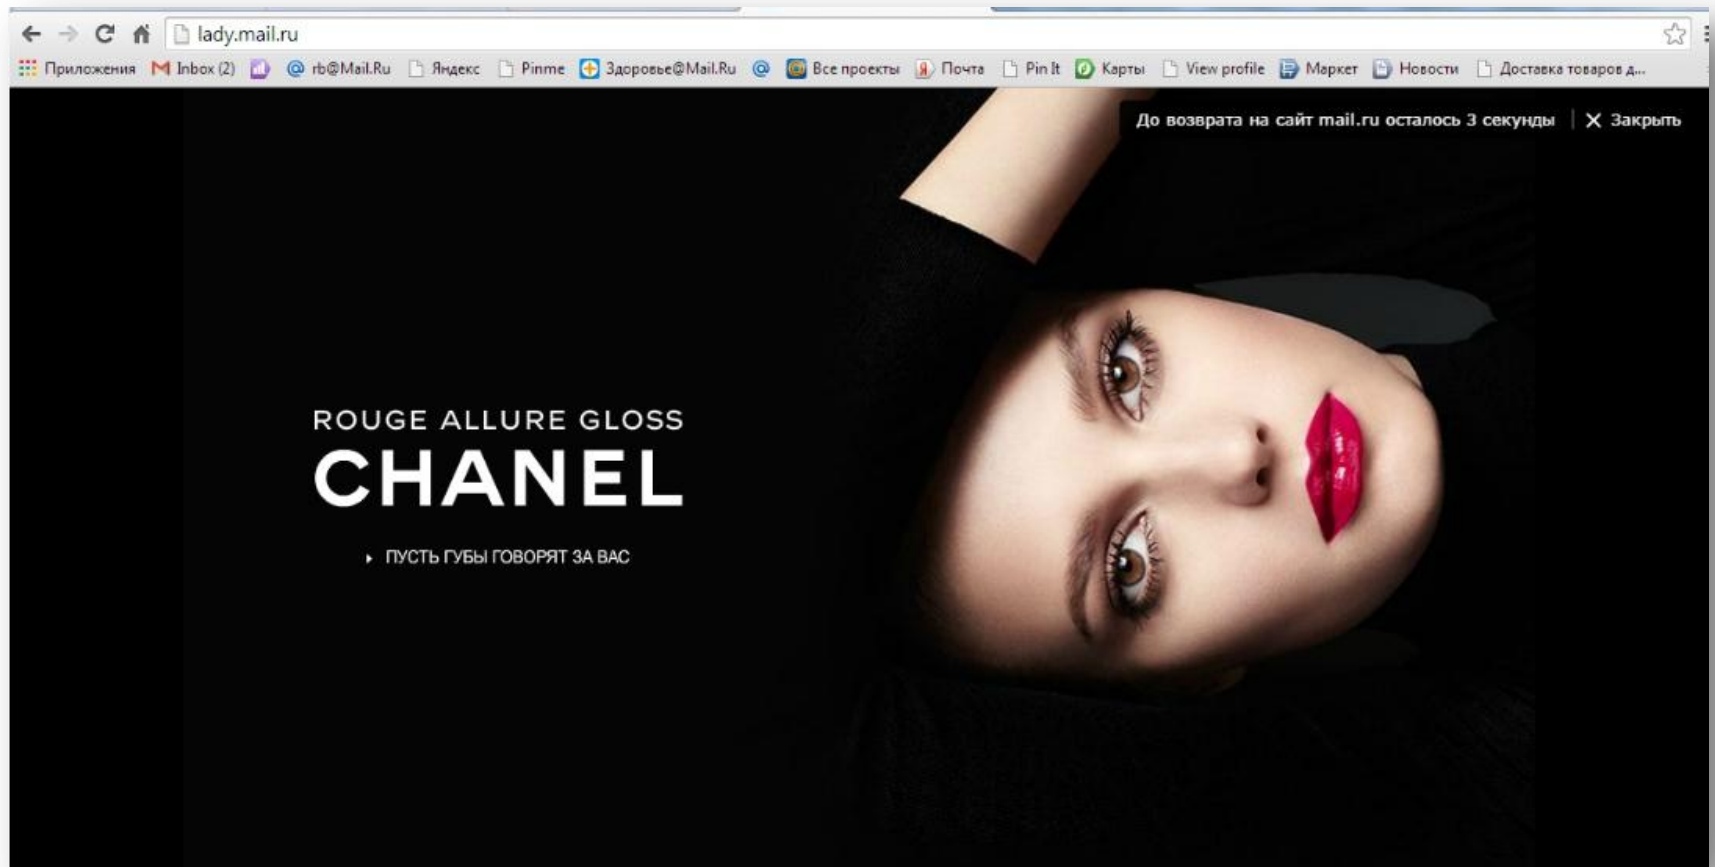 lady.mail.ru
Приложения Inbox (2) rb@Mail.Ru Яндекс Pinme Здоровье@Mail.Ru Все проекты Почта Pin It Карты View profile Маркет Новости Доставка товаров д...
До возврата на сайт mail.ru осталось 3 секунды Закрыть
ROUGE ALLURE GLOSS
CHANEL
ПУСТЬ ГУБЫ ГОВОРЯТ ЗА ВАС